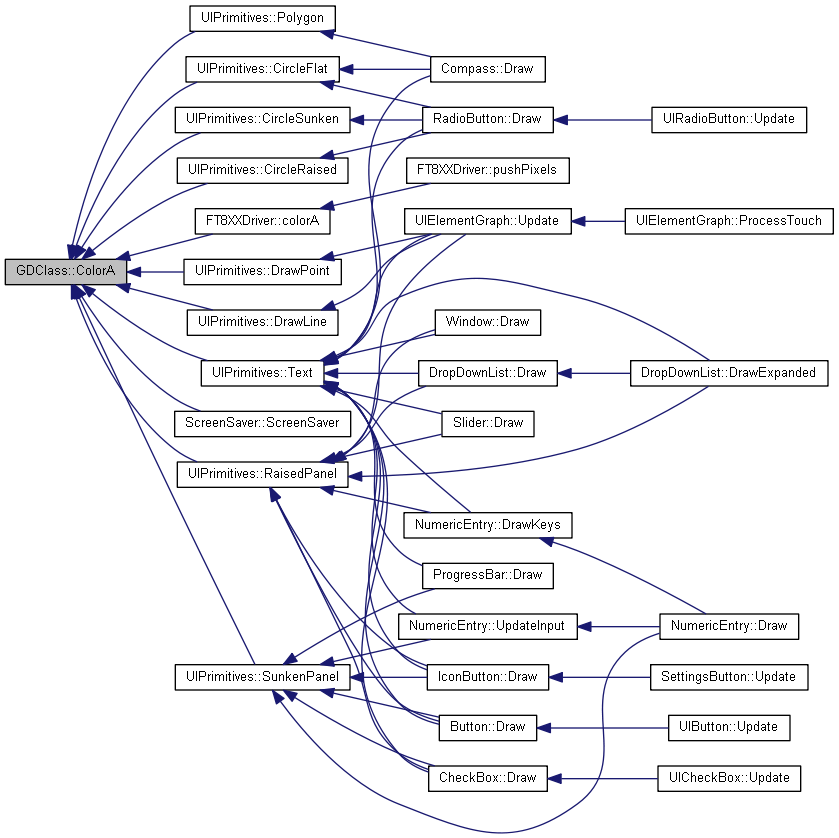 UIPrimitives::Polygon
UIPrimitives::CircleFlat
Compass::Draw
UIPrimitives::CircleSunken
RadioButton::Draw
UIRadioButton::Update
UIPrimitives::CircleRaised
FT8XXDriver::pushPixels
FT8XXDriver::colorA
UIElementGraph::Update
UIElementGraph::ProcessTouch
GDClass::ColorA
UIPrimitives::DrawPoint
UIPrimitives::DrawLine
Window::Draw
UIPrimitives::Text
DropDownList::Draw
DropDownList::DrawExpanded
ScreenSaver::ScreenSaver
Slider::Draw
UIPrimitives::RaisedPanel
NumericEntry::DrawKeys
ProgressBar::Draw
NumericEntry::UpdateInput
NumericEntry::Draw
UIPrimitives::SunkenPanel
IconButton::Draw
SettingsButton::Update
Button::Draw
UIButton::Update
CheckBox::Draw
UICheckBox::Update